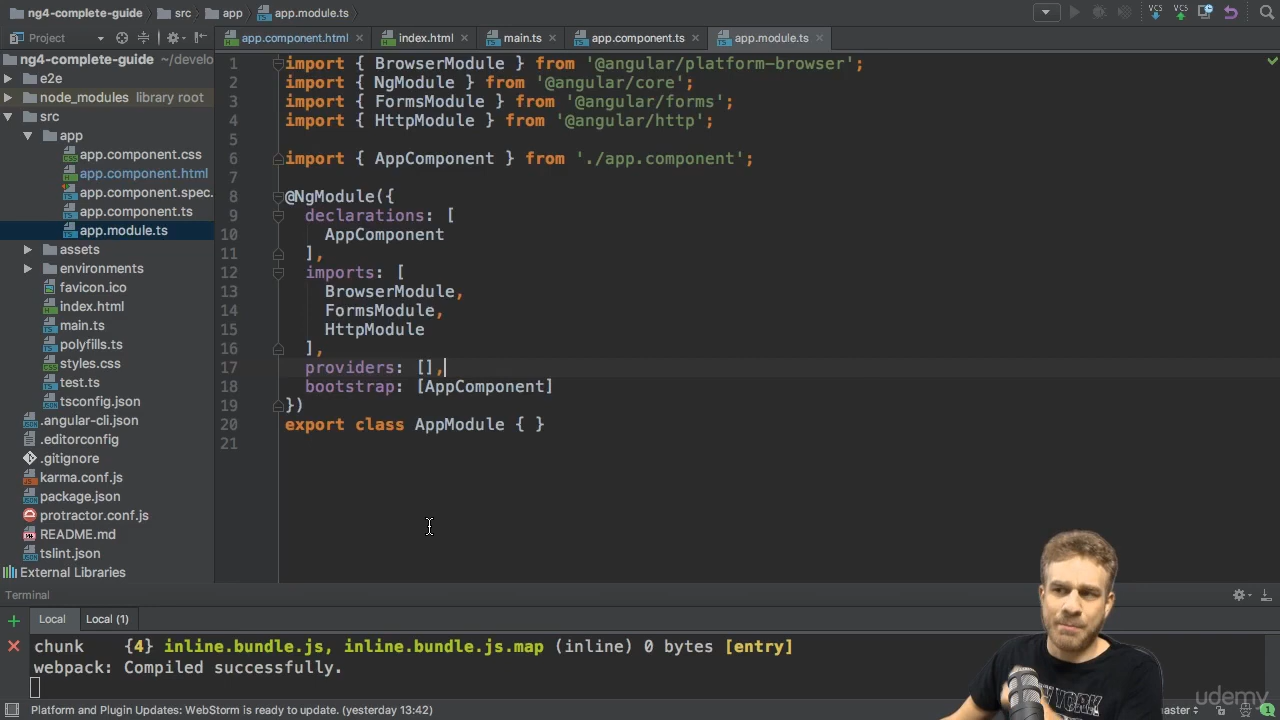 ng4-complete-guide src app app.module.ts
VCS VCS
Project app.component.html index.html main.ts app.component.ts app.module.ts
ng4-complete-guide ~/develo
e2e
node_modules library root
src
app
app.component.css
app.component.html
app.component.spec.
app.component.ts
app.module.ts
assets
environments
favicon.ico
index.html
main.ts
polyfills.ts
styles.css
test.ts
tsconfig.json
.angular-cli.json
.editorconfig
.gitignore
karma.conf.js
package.json
protractor.conf.js
README.md
tslint.json
External Libraries
1 import { BrowserModule } from '@angular/platform-browser';
2 import { NgModule } from '@angular/core';
3 import { FormsModule } from '@angular/forms';
4 import { HttpModule } from '@angular/http';
5
6 import { AppComponent } from './app.component';
7
8 @NgModule({
9 declarations: [
10 AppComponent
11 ],
12 imports: [
13 BrowserModule,
14 FormsModule,
15 HttpModule
16 ],
17 providers: [],
18 bootstrap: [AppComponent]
19 })
20 export class AppModule { }
21
Terminal
Local Local (1)
chunk {4} inline.bundle.js, inline.bundle.js.map (inline) 0 bytes [entry]
webpack: Compiled successfully.
Platform and Plugin Updates: WebStorm is ready to update. (yesterday 13:42)
master
1
YORK
udemy